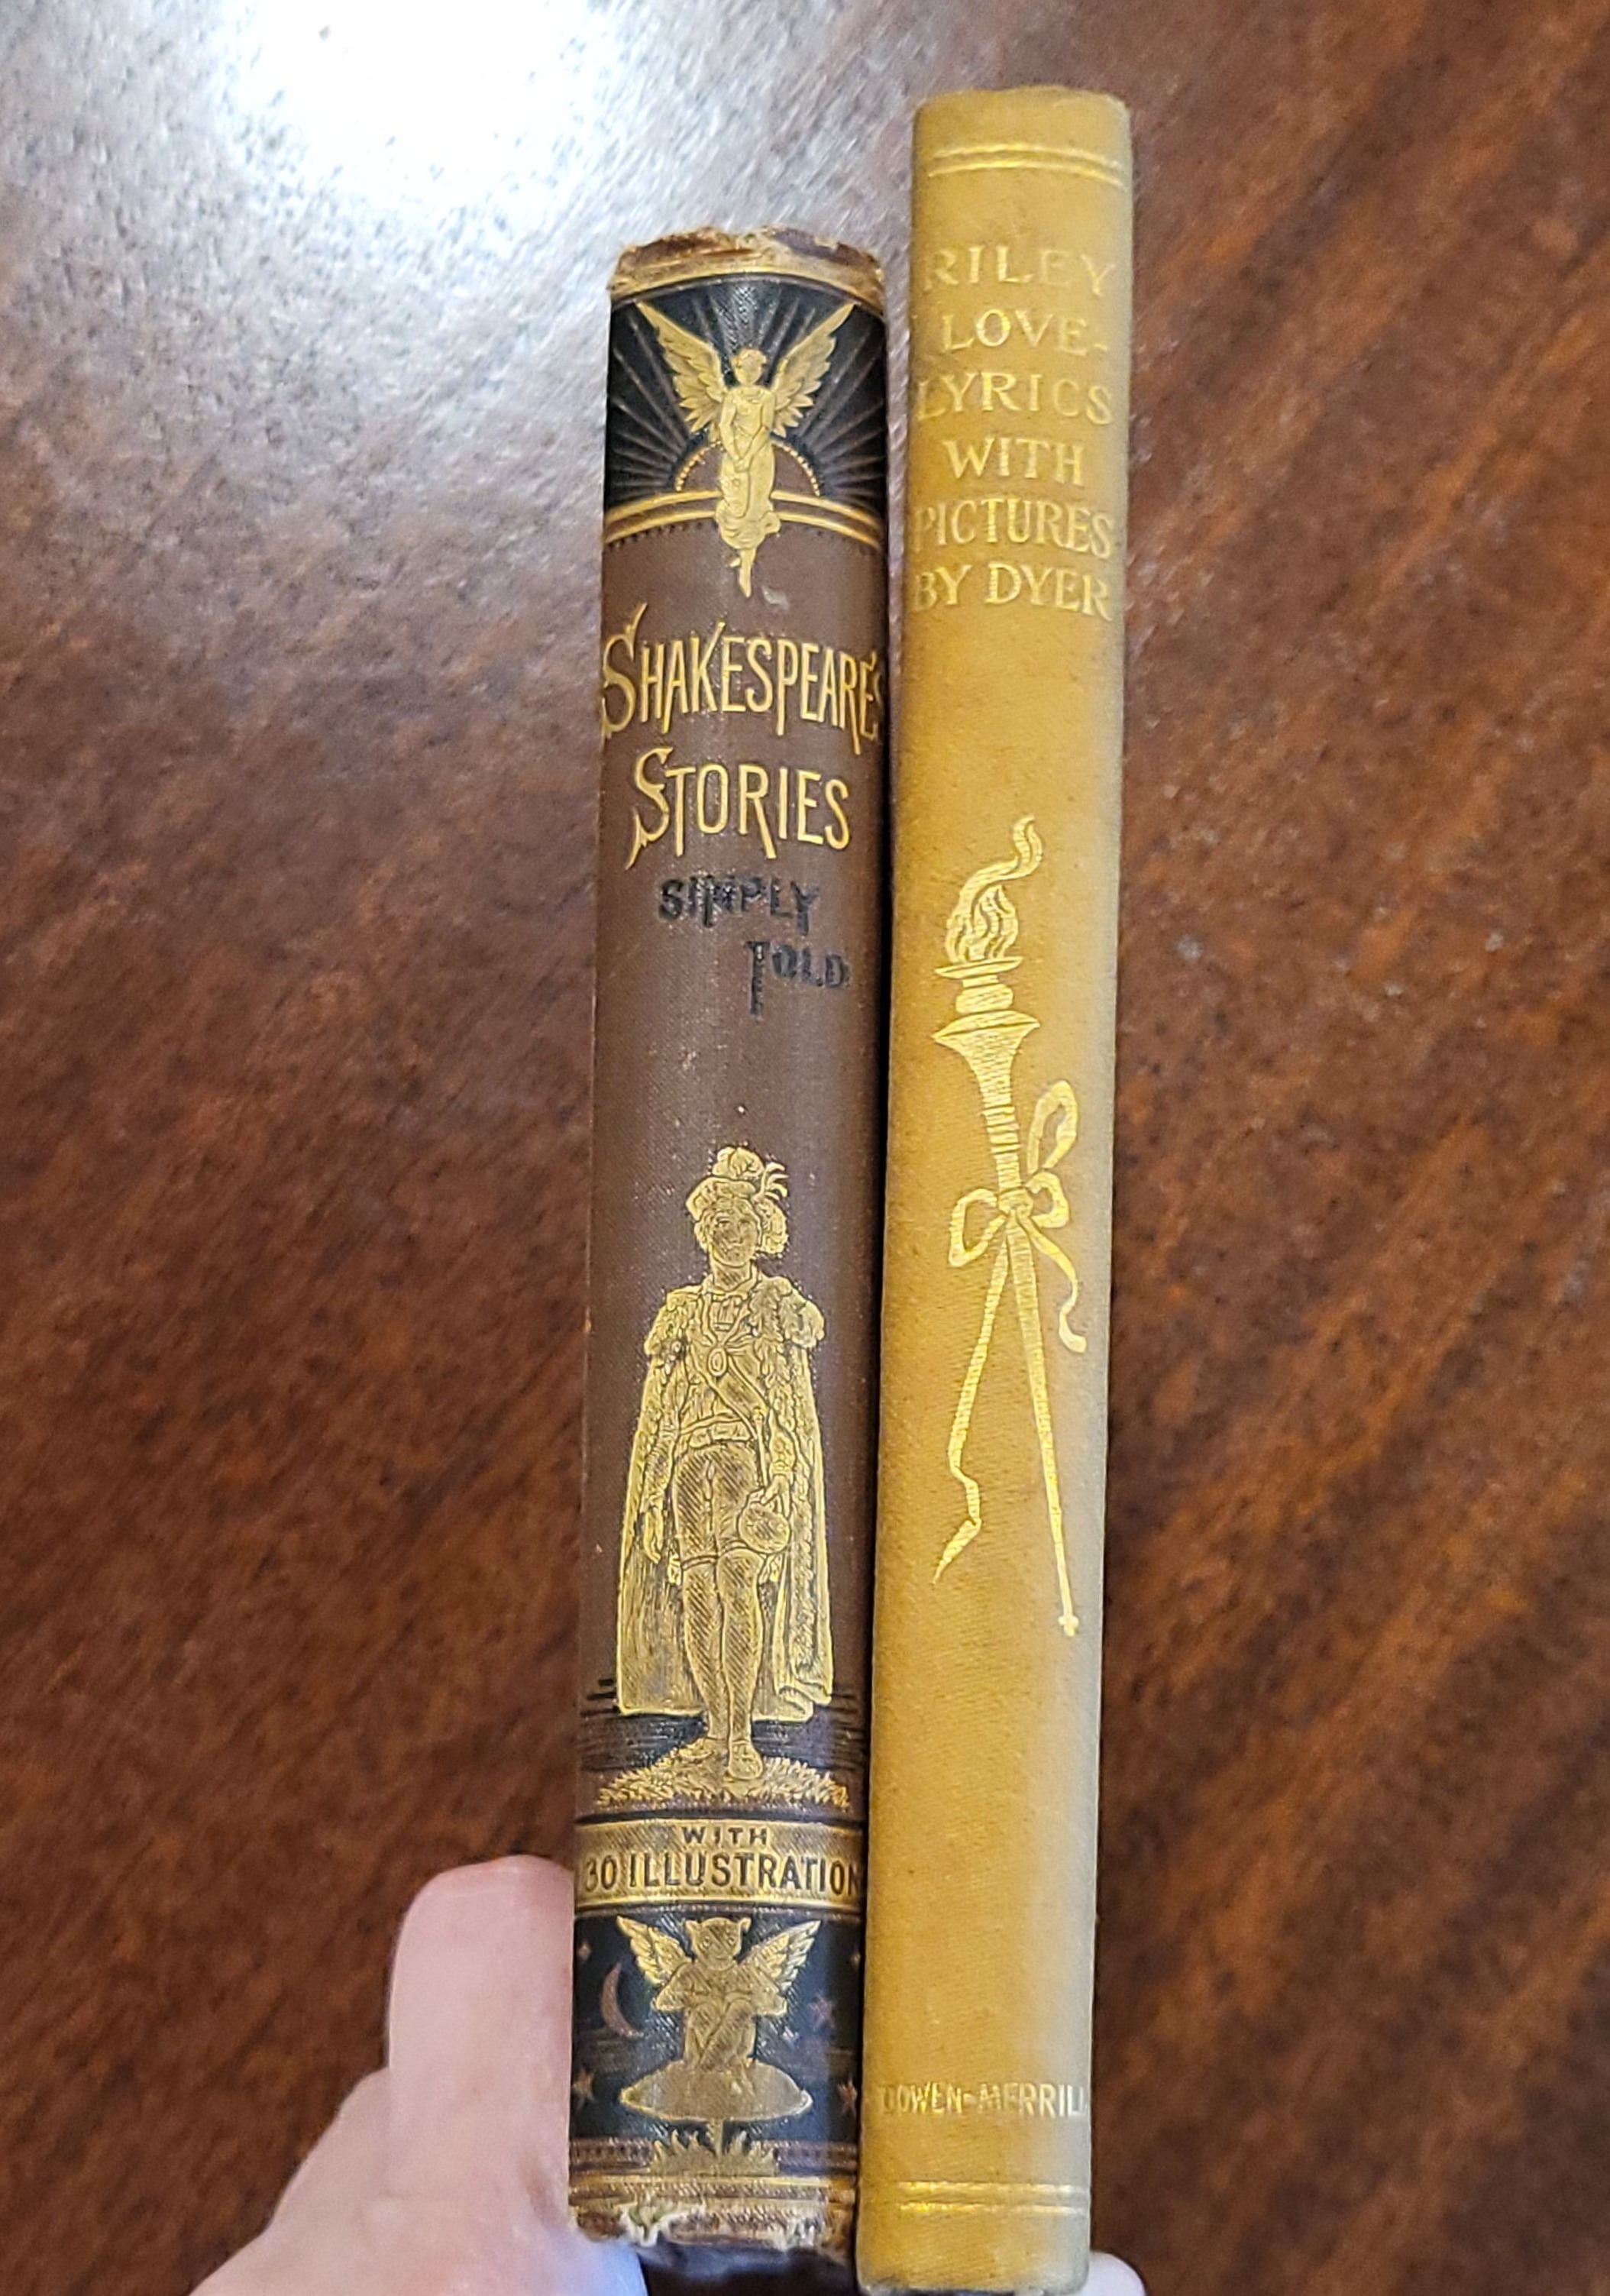 SHAKESPEARE'S
STORIES
SIMPLY
TOLD
WITH
30 ILLUSTRATION
RILEY
LOVE-
LYRICS
WITH
PICTURES
BY DYER
BOWEN-MERRILL